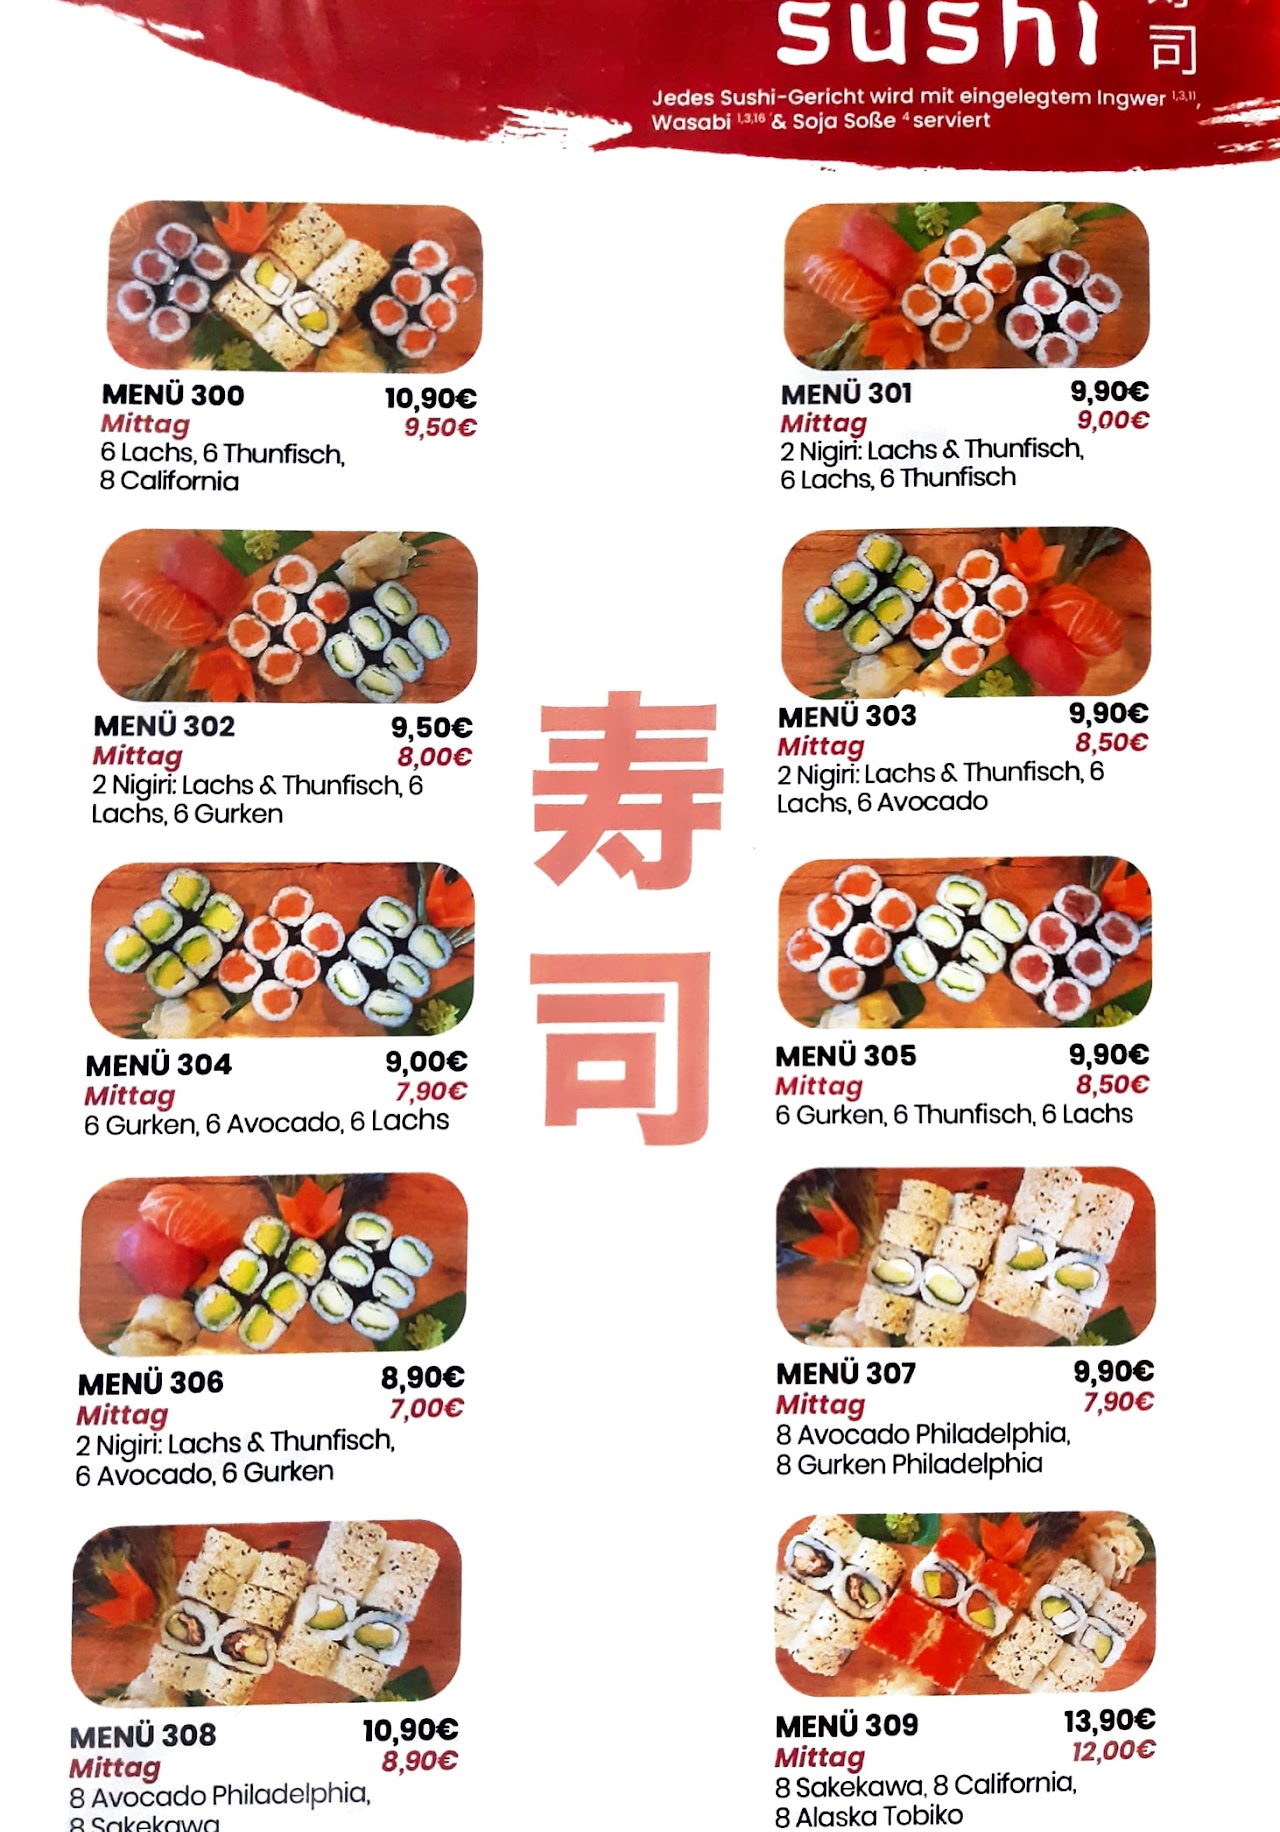 sushi
司
Jedes Sushi-Gericht wird mit eingelegtem Ingwer 1,3,11,
Wasabi 1,3,16 & Soja Soße 4 serviert
MENÜ 300 10,90€
Mittag 9,50€
6 Lachs, 6 Thunfisch,
8 California
MENÜ 301 9,90€
Mittag 9,00€
2 Nigiri: Lachs & Thunfisch,
6 Lachs, 6 Thunfisch
MENÜ 302 9,50€
Mittag 8,00€
2 Nigiri: Lachs & Thunfisch, 6
Lachs, 6 Gurken
MENÜ 303 9,90€
Mittag 8,50€
2 Nigiri: Lachs & Thunfisch, 6
Lachs, 6 Avocado
寿
司
MENÜ 304 9,00€
Mittag 7,90€
6 Gurken, 6 Avocado, 6 Lachs
MENÜ 305 9,90€
Mittag 8,50€
6 Gurken, 6 Thunfisch, 6 Lachs
MENÜ 306 8,90€
Mittag 7,00€
2 Nigiri: Lachs & Thunfisch,
6 Avocado, 6 Gurken
MENÜ 307 9,90€
Mittag 7,90€
8 Avocado Philadelphia,
8 Gurken Philadelphia
MENÜ 308 10,90€
Mittag 8,90€
8 Avocado Philadelphia,
8 Sakekawa
MENÜ 309 13,90€
Mittag 12,00€
8 Sakekawa, 8 California,
8 Alaska Tobiko